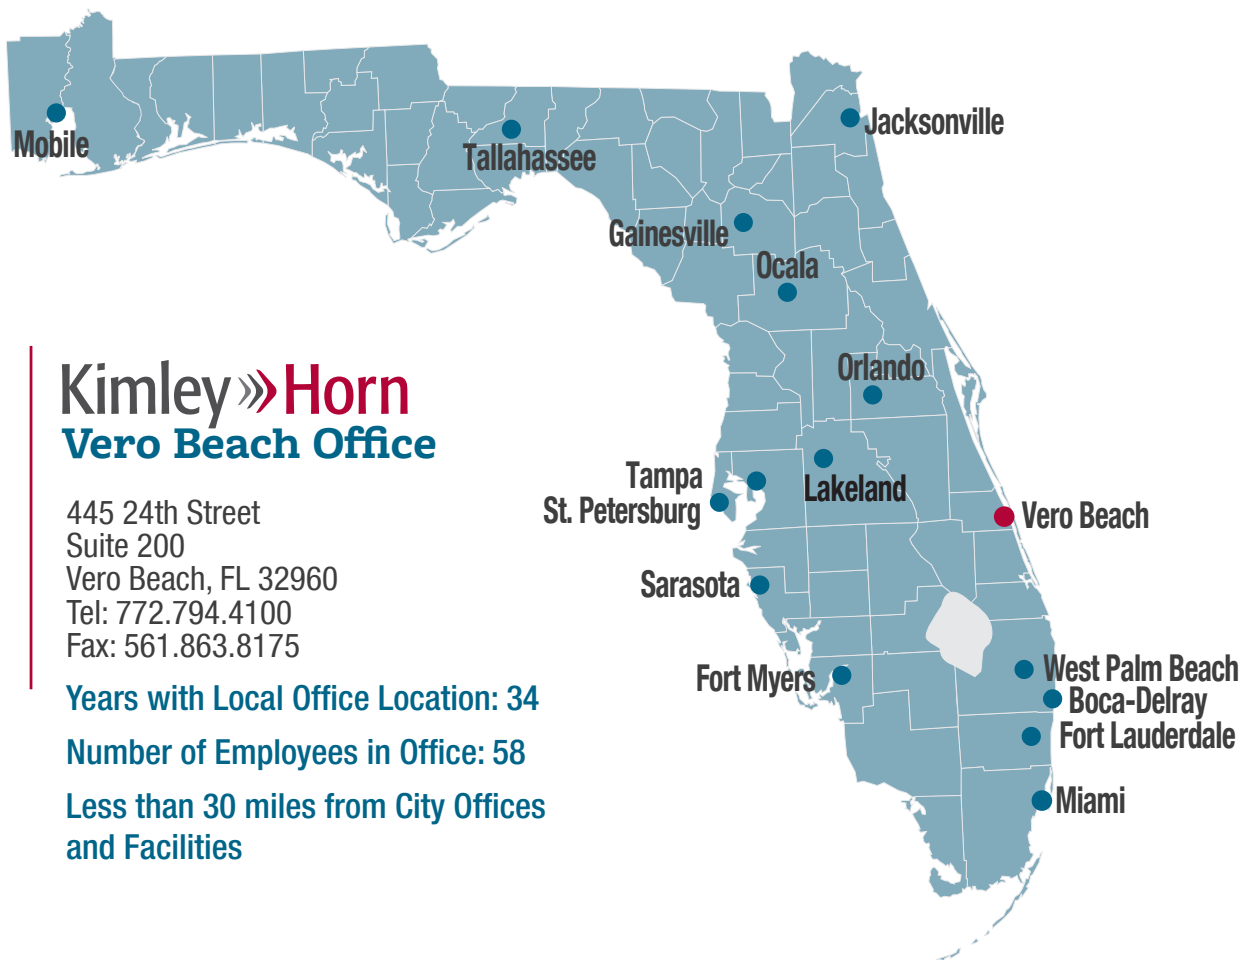 Mobile
Tallahassee
Jacksonville
Gainesville
Ocala
Orlando
Kimley»Horn
Vero Beach Office
445 24th Street
Suite 200
Vero Beach, FL 32960
Tel: 772.794.4100
Fax: 561.863.8175
Years with Local Office Location: 34
Number of Employees in Office: 58
Less than 30 miles from City Offices
and Facilities
Tampa
St. Petersburg
Lakeland
Vero Beach
Sarasota
Fort Myers
West Palm Beach
Boca-Delray
Fort Lauderdale
Miami